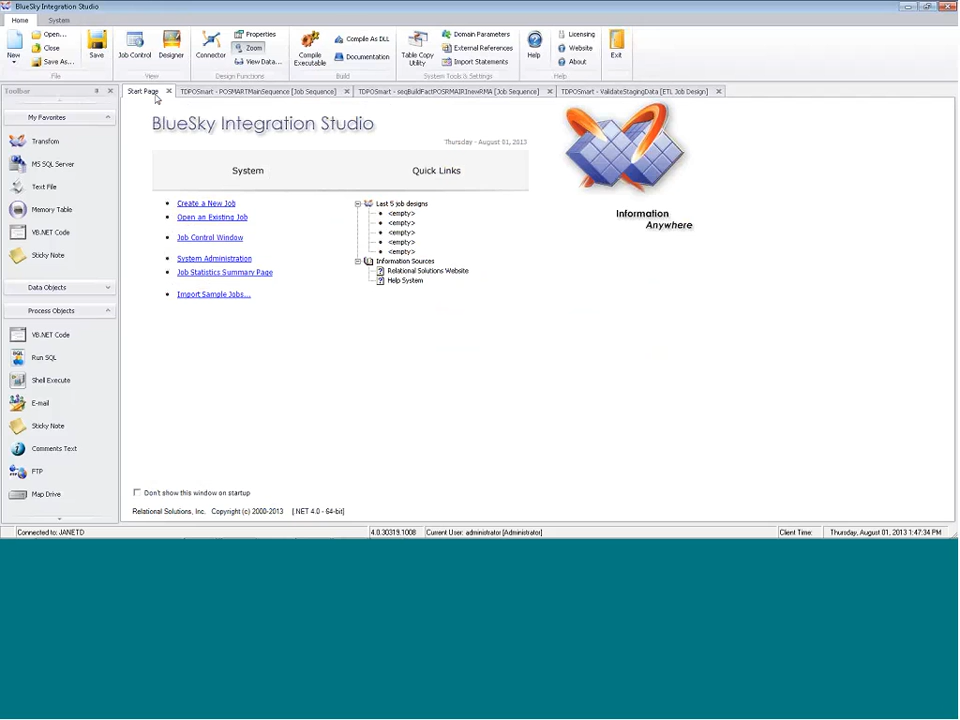 BlueSky Integration Studio
Home System
New
Open...
Close
Save As...
Save
File
Job Control
Designer
View
Connector
Properties
Zoom
View Data...
Design Functions
Compile
Executable
Compile As DLL
Documentation
Build
Table Copy
Utility
Domain Parameters
External References
Import Statements
System Tools & Settings
Help
Licensing
Website
About
Help
Exit
Toolbar
Start Page
TDPOSmart - POSMARTMainSequence [Job Sequence]
TDPOSmart - seqBuildFactPOSRMAIRInewRMA [Job Sequence]
TDPOSmart - ValidateStagingData [ETL Job Design]
My Favorites
Transform
MS SQL Server
Text File
Memory Table
VB.NET Code
Sticky Note
Data Objects
Process Objects
VB.NET Code
Run SQL
Shell Execute
E-mail
Sticky Note
Comments Text
FTP
Map Drive
BlueSky Integration Studio
Thursday - August 01, 2013
System
Quick Links
Create a New Job
Open an Existing Job
Job Control Window
System Administration
Job Statistics Summary Page
Import Sample Jobs...
Last 5 job designs
<empty>
<empty>
<empty>
<empty>
<empty>
Information Sources
Relational Solutions Website
Help System
Information
Anywhere
Don't show this window on startup
Relational Solutions, Inc. Copyright (c) 2000-2013 [.NET 4.0 - 64-bit]
Connected to: JANETD
4.0.30319.1008
Current User: administrator [Administrator]
Client Time:
Thursday, August 01, 2013 1:47:34 PM